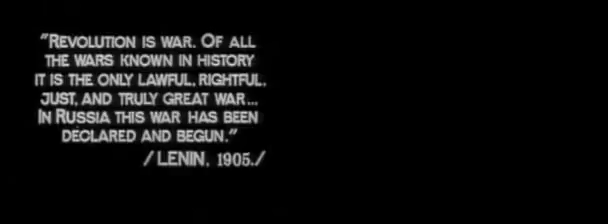 "REVOLUTION IS WAR. OF ALL
THE WARS KNOWN IN HISTORY
IT IS THE ONLY LAWFUL, RIGHTFUL,
JUST, AND TRULY GREAT WAR...
IN RUSSIA THIS WAR HAS BEEN
DECLARED AND BEGUN."
/LENIN, 1905./